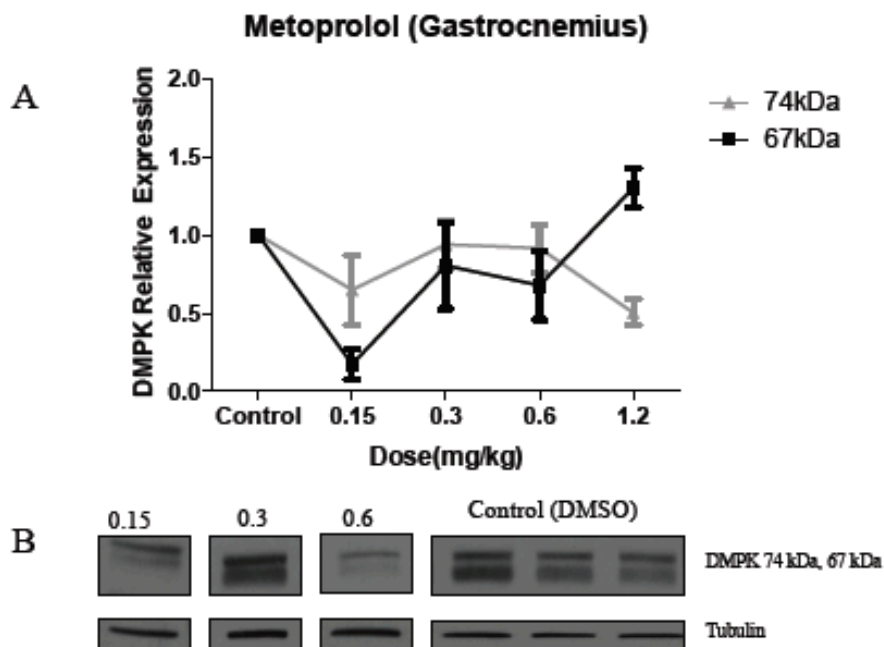 Metoprolol (Gastrocnemius)
A
DMPK Relative Expression
2.0
1.5
1.0
0.5
0.0
Control 0.15 0.3 0.6 1.2
Dose(mg/kg)
74kDa
67kDa
B
0.15 0.3 0.6 Control (DMSO)
DMPK 74 kDa, 67 kDa
Tubulin